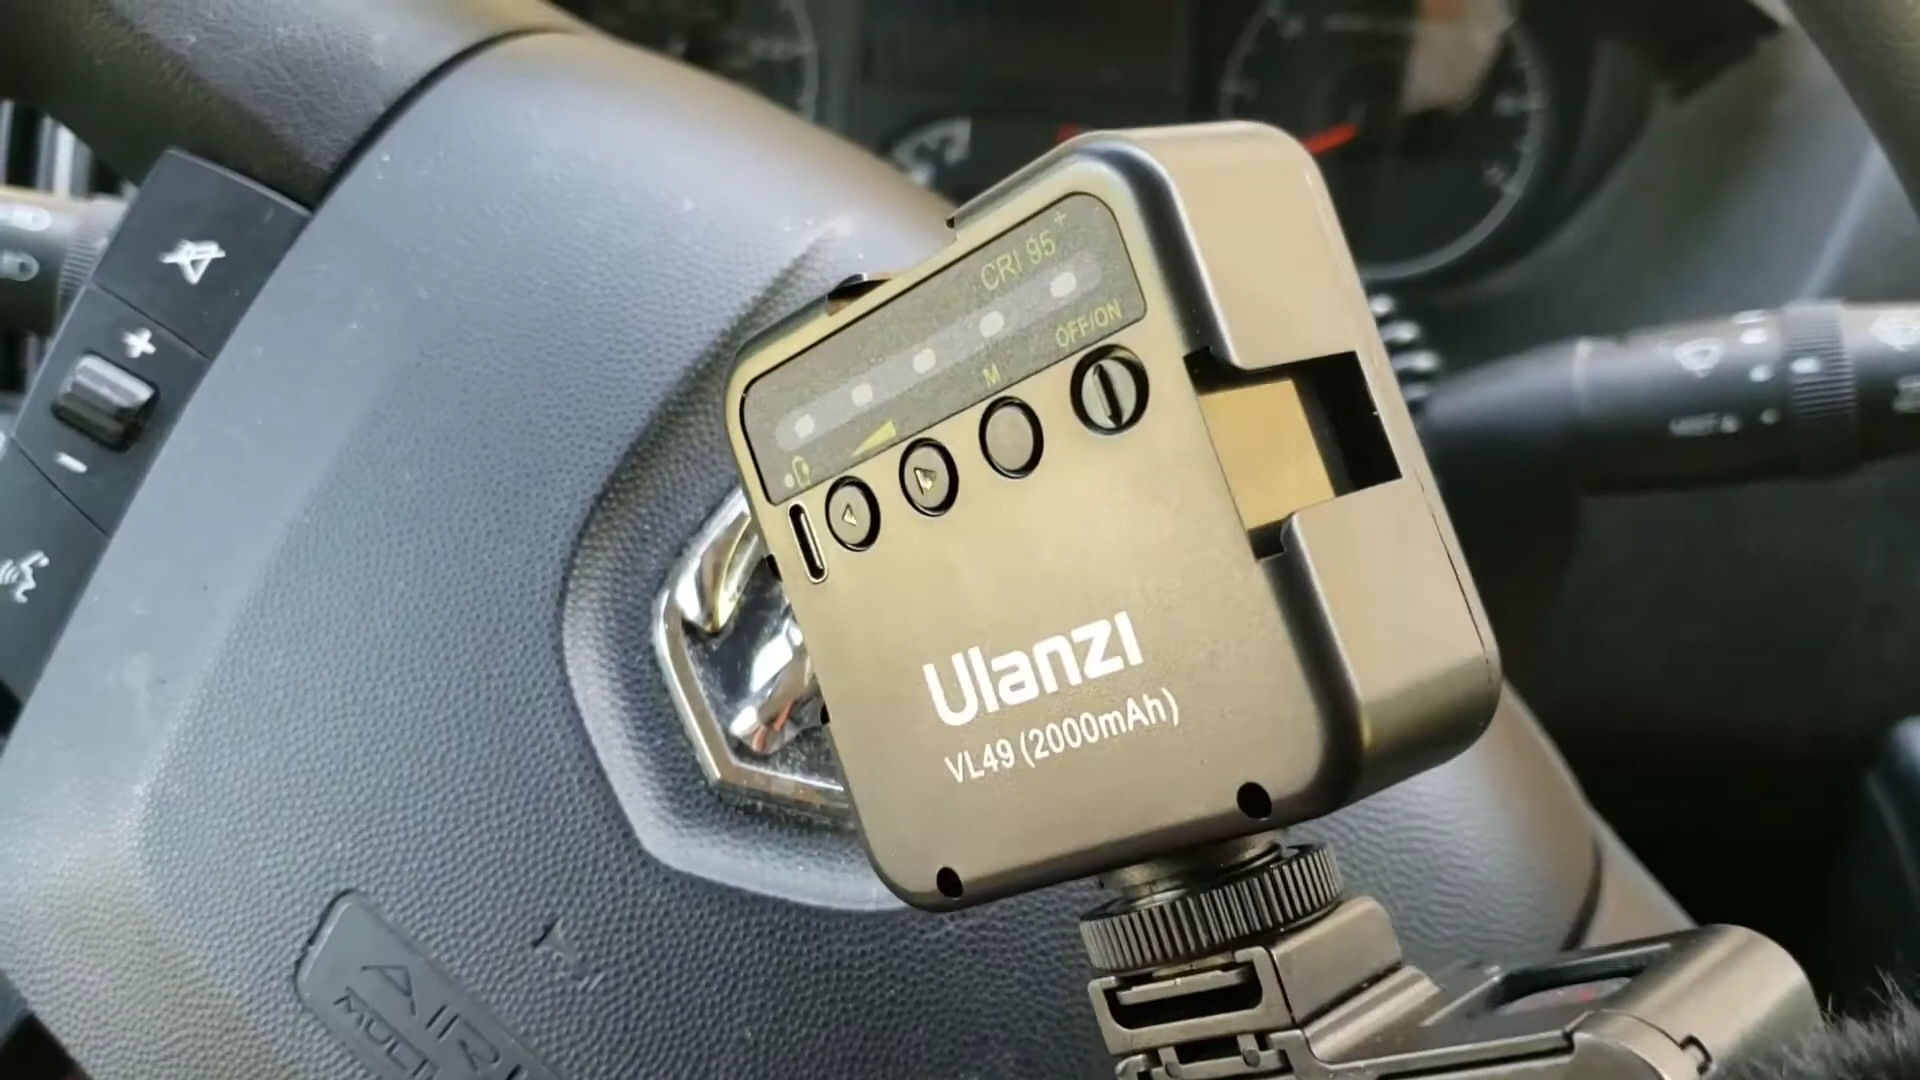 CRI 95+
OFF/ON
M
Ulanzi
VL49 (2000mAh)